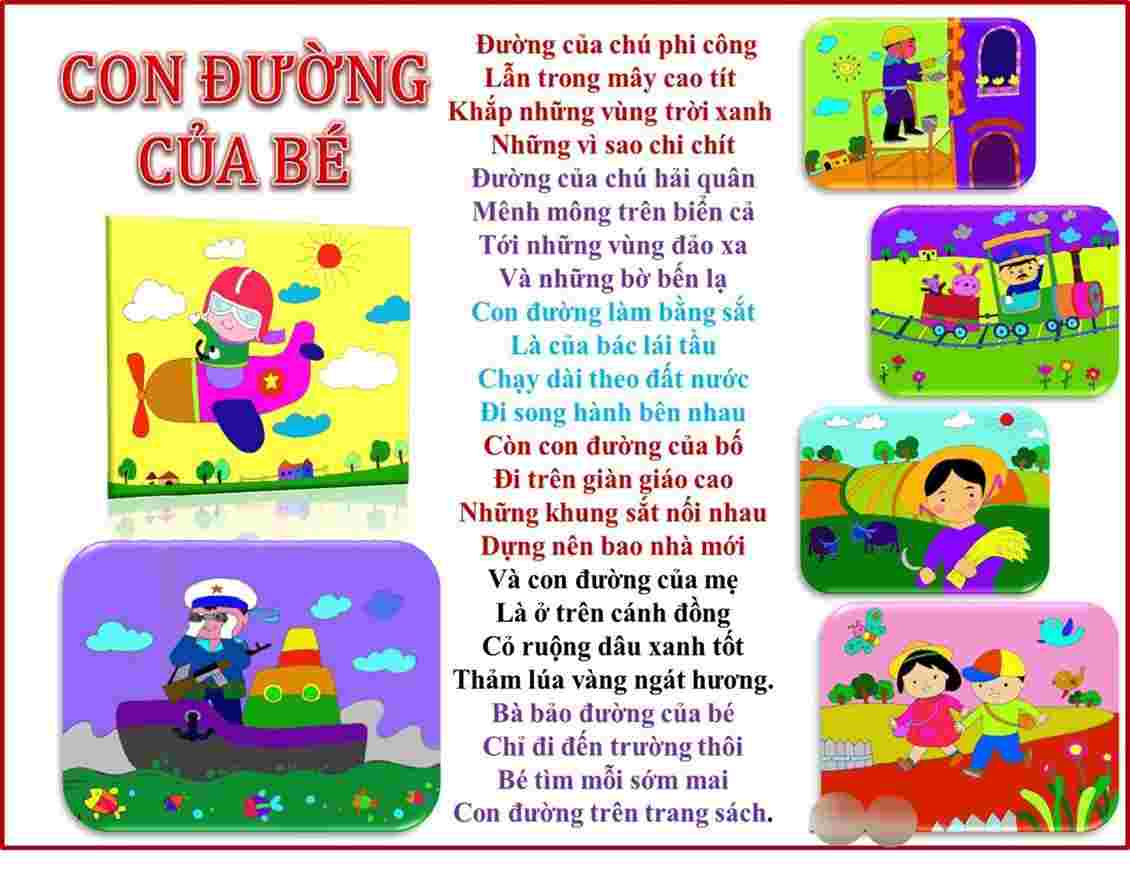 CON ĐƯỜNG
CỦA BÉ
Đường của chú phi công
Lẫn trong mây cao tít
Khắp những vùng trời xanh
Những vì sao chi chít
Đường của chú hải quân
Mênh mông trên biển cả
Tới những vùng đảo xa
Và những bờ bến lạ
Con đường làm bằng sắt
Là của bác lái tầu
Chạy dài theo đất nước
Đi song hành bên nhau
Còn con đường của bố
Đi trên giàn giáo cao
Những khung sắt nối nhau
Dựng nên bao nhà mới
Và con đường của mẹ
Là ở trên cánh đồng
Cỏ ruộng dâu xanh tốt
Thảm lúa vàng ngát hương.
Bà bảo đường của bé
Chỉ đi đến trường thôi
Bé tìm mỗi sớm mai
Con đường trên trang sách.